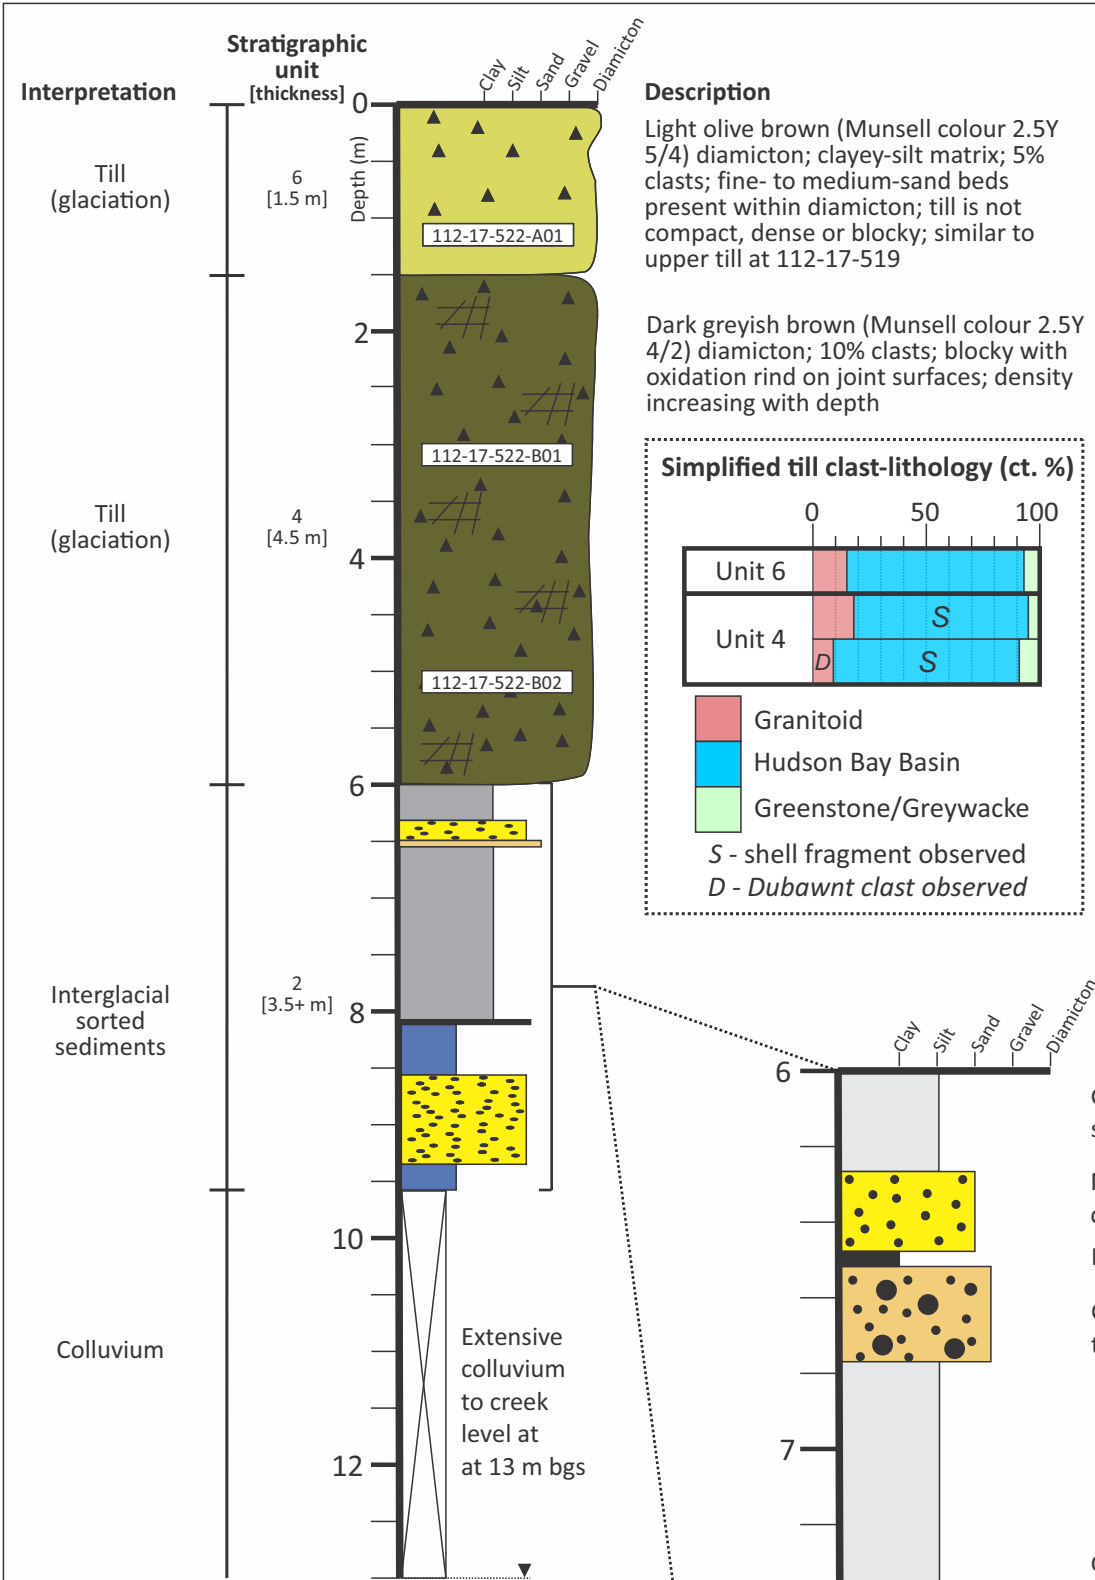 Interpretation
Stratigraphic
unit
[thickness]
Clay
Silt
Sand
Gravel
Diamicton
Description
0
Depth (m)
Till
(glaciation)
6
[1.5 m]
112-17-522-A01
Light olive brown (Munsell colour 2.5Y
5/4) diamicton; clayey-silt matrix; 5%
clasts; fine- to medium-sand beds
present within diamicton; till is not
compact, dense or blocky; similar to
upper till at 112-17-519
2
Dark greyish brown (Munsell colour 2.5Y
4/2) diamicton; 10% clasts; blocky with
oxidation rind on joint surfaces; density
increasing with depth
Till
(glaciation)
4
[4.5 m]
112-17-522-B01
4
112-17-522-B02
6
Simplified till clast-lithology (ct. %)
0 50 100
Unit 6
Unit 4
S
D S
Granitoid
Hudson Bay Basin
Greenstone/Greywacke
S - shell fragment observed
D - Dubawnt clast observed
Interglacial
sorted
sediments
2
[3.5+ m]
8
10
Colluvium
Extensive
colluvium
to creek
level at
at 13 m bgs
12
Clay
Silt
Sand
Gravel
Diamicton
6
7